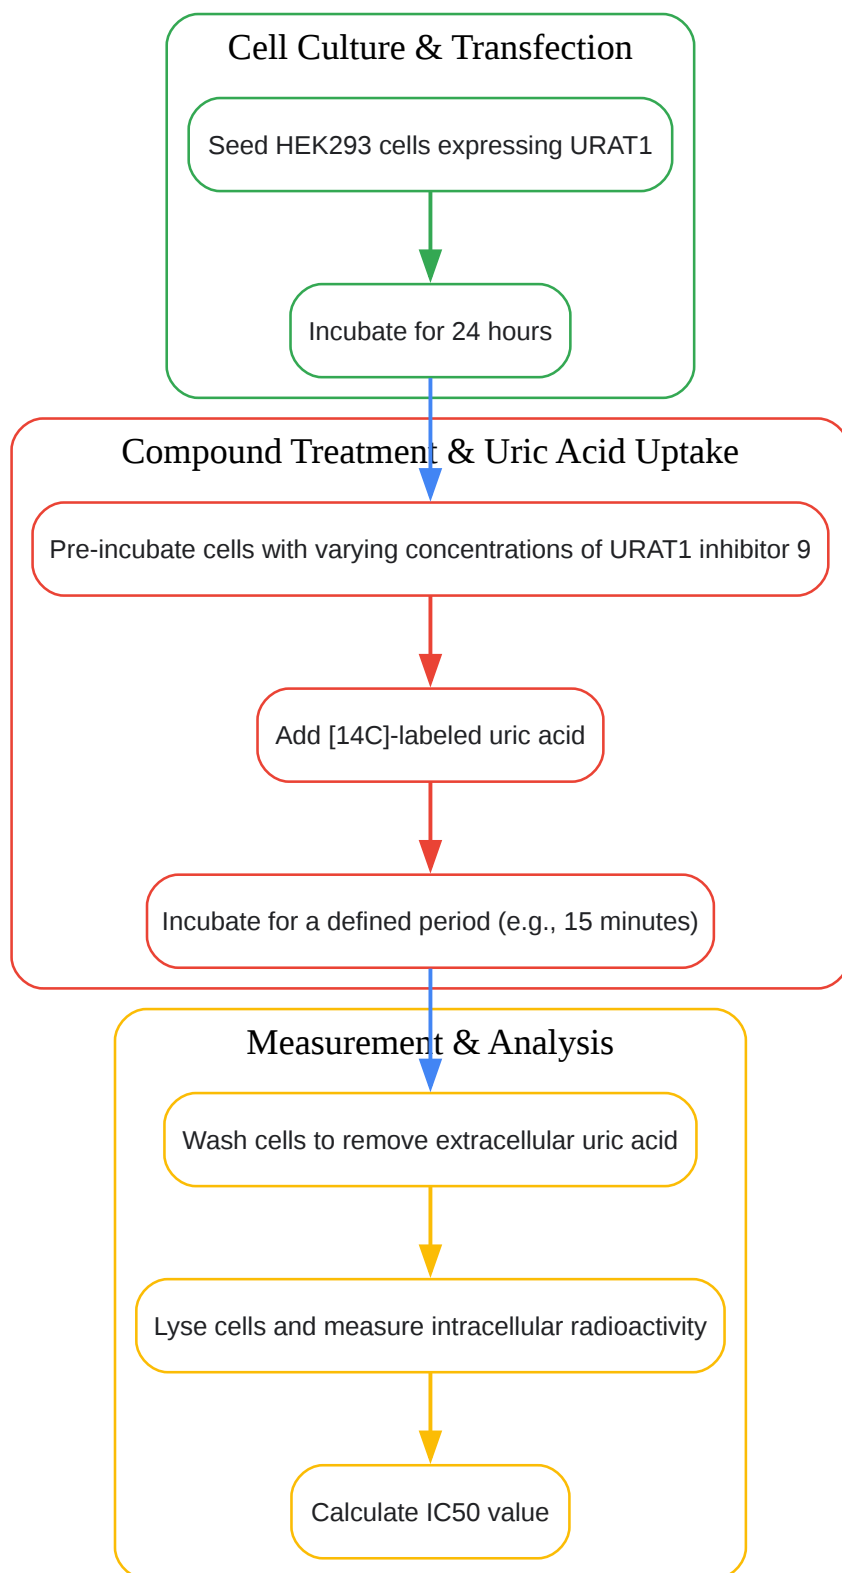 Cell Culture & Transfection
Seed HEK293 cells expressing URAT1
Incubate for 24 hours
Compound Treatment & Uric Acid Uptake
Pre-incubate cells with varying concentrations of URAT1 inhibitor 9
Add [14C]-labeled uric acid
Incubate for a defined period (e.g., 15 minutes)
Measurement & Analysis
Wash cells to remove extracellular uric acid
Lyse cells and measure intracellular radioactivity
Calculate IC50 value